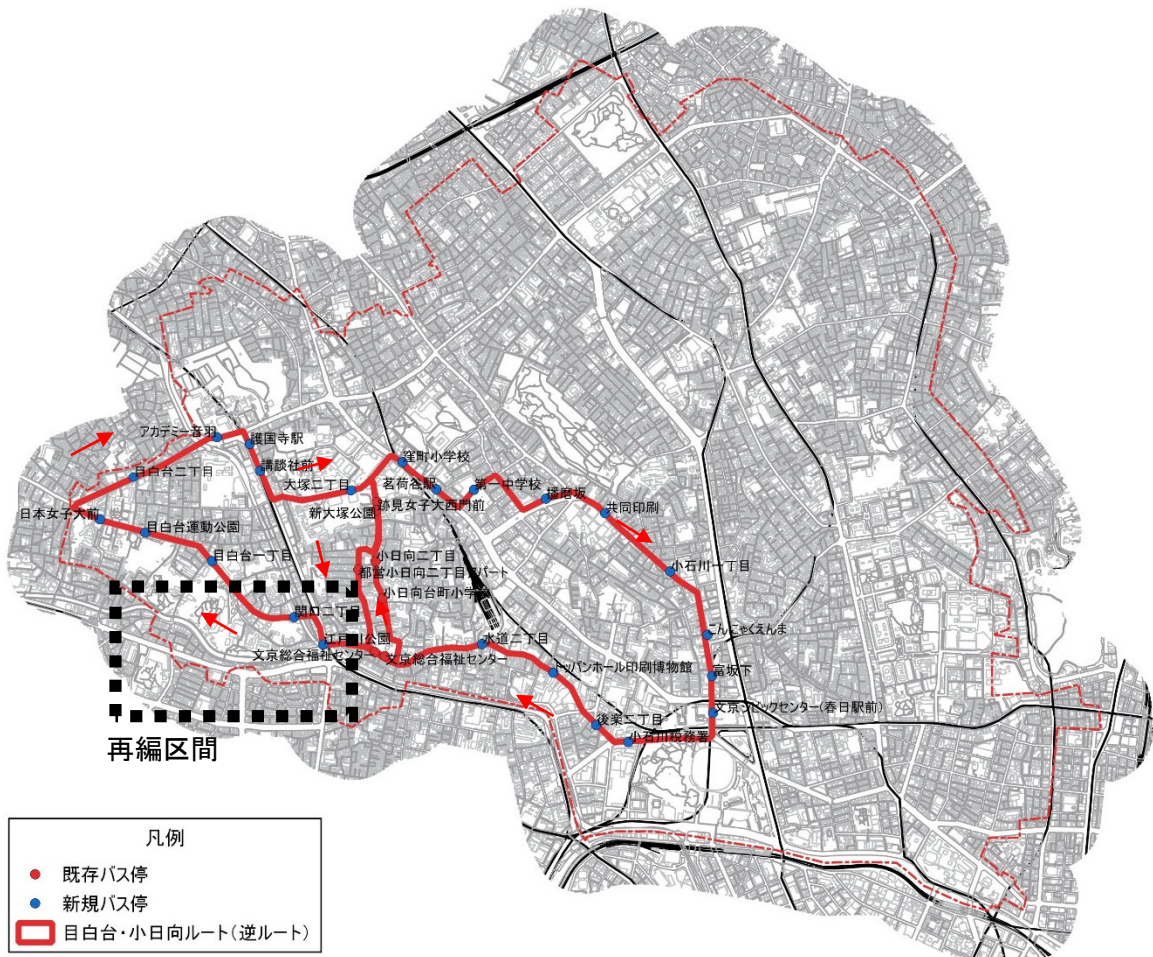 アカデミー音羽
護国寺駅
窪町小学校
講談社前
目白台二丁目
大塚二丁目
茗荷谷駅
第一中学校
播磨坂
新大塚公園
跡見女子大西門前
共同印刷
日本女子大前
目白台運動公園
目白台一丁目
小日向二丁目
都営小日向二丁目アパート
小石川一丁目
小日向台町小学校
関口二丁目
こんにゃくえんま
江戸川公園
水道二丁目
文京総合福祉センター
文京総合福祉センター
トッパンホール印刷博物館
富坂下
後楽二丁目
文京シビックセンター(春日駅前)
小石川税務署
再編区間
凡例
既存バス停
新規バス停
目白台・小日向ルート(逆ルート)